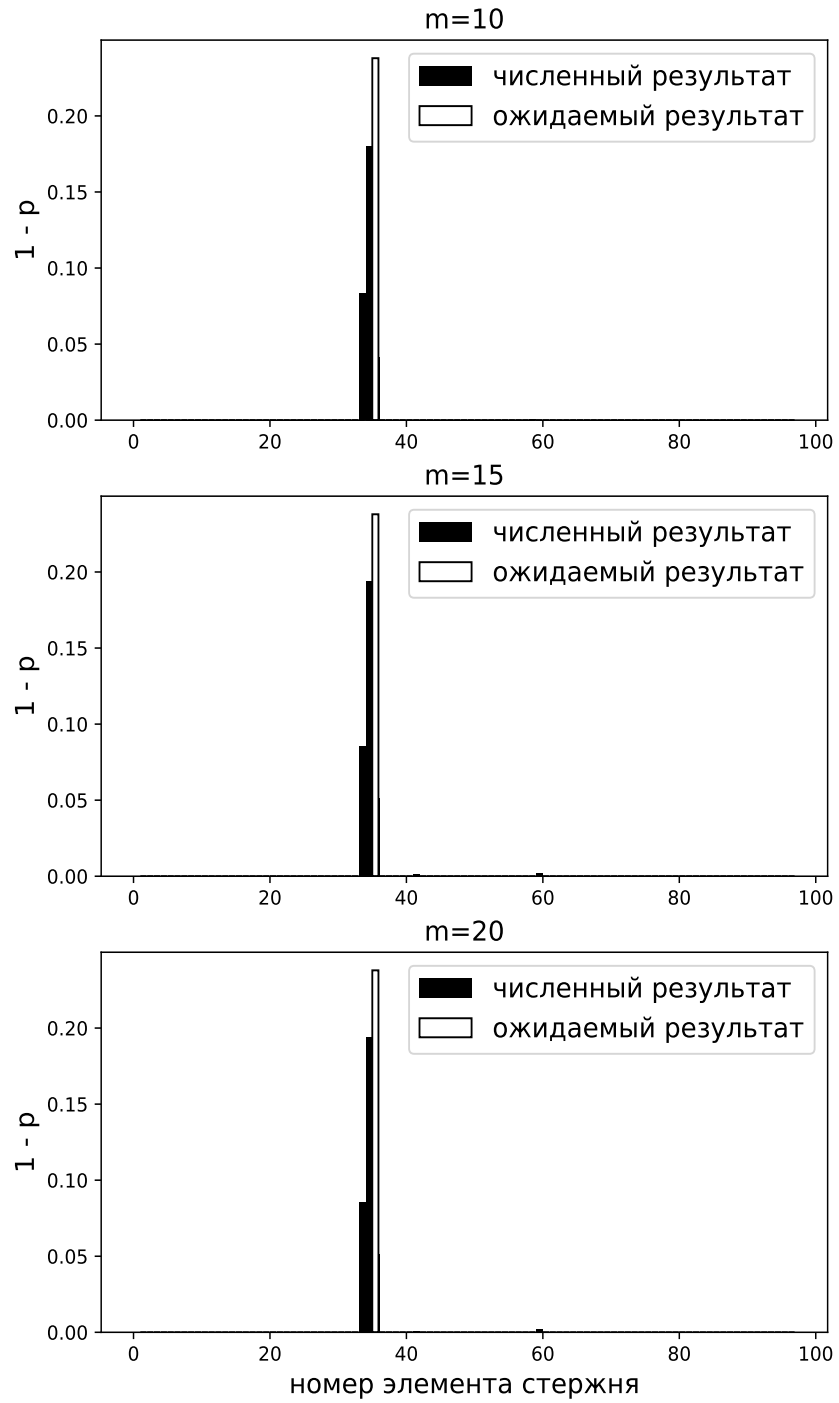 m=10
численный результат
ожидаемый результат
1 - p
0.20
0.15
0.10
0.05
0.00
0 20 40 60 80 100
m=15
численный результат
ожидаемый результат
1 - p
0.20
0.15
0.10
0.05
0.00
0 20 40 60 80 100
m=20
численный результат
ожидаемый результат
1 - p
0.20
0.15
0.10
0.05
0.00
0 20 40 60 80 100
номер элемента стержня